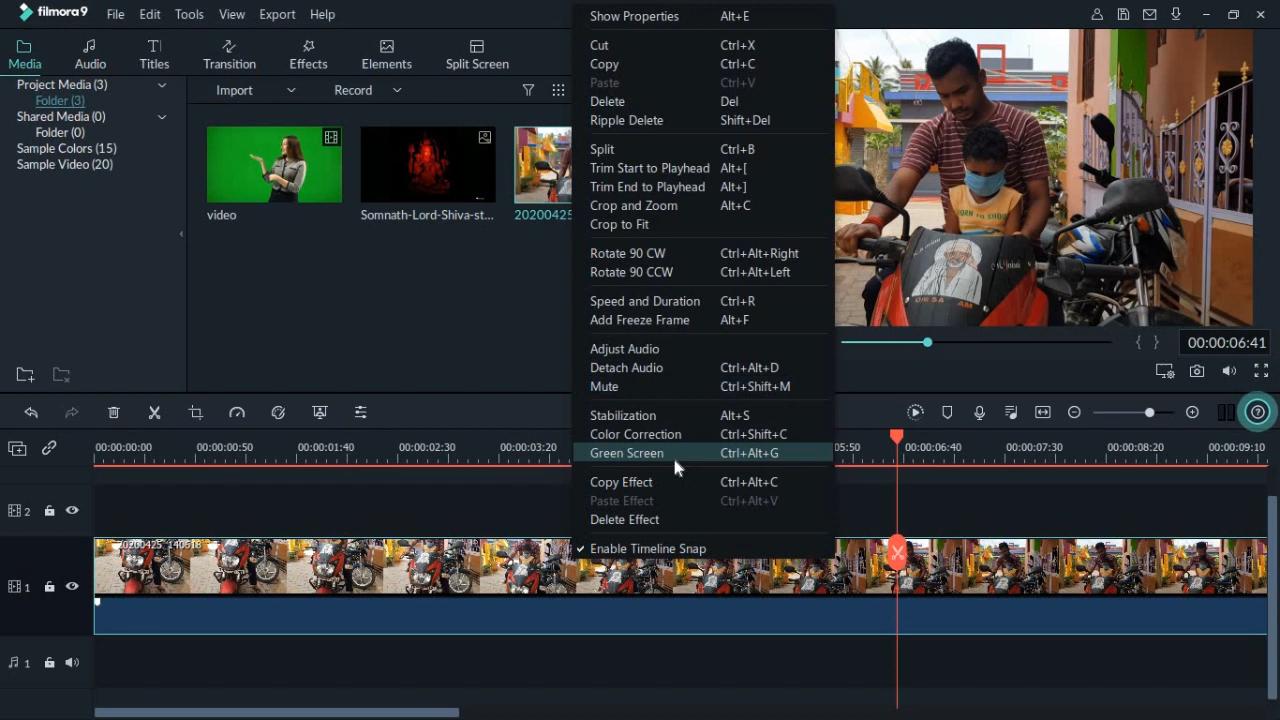 filmora9
File Edit Tools View Export Help
Media Audio Titles Transition Effects Elements Split Screen
Project Media (3)
Folder (3)
Shared Media (0)
Folder (0)
Sample Colors (15)
Sample Video (20)
Import Record
video
Somnath-Lord-Shiva-st...
20200425
Show Properties Alt+E
Cut Ctrl+X
Copy Ctrl+C
Paste Ctrl+V
Delete Del
Ripple Delete Shift+Del
Split Ctrl+B
Trim Start to Playhead Alt+[
Trim End to Playhead Alt+]
Crop and Zoom Alt+C
Crop to Fit
Rotate 90 CW Ctrl+Alt+Right
Rotate 90 CCW Ctrl+Alt+Left
Speed and Duration Ctrl+R
Add Freeze Frame Alt+F
Adjust Audio
Detach Audio Ctrl+Alt+D
Mute Ctrl+Shift+M
Stabilization Alt+S
Color Correction Ctrl+Shift+C
Green Screen Ctrl+Alt+G
Copy Effect Ctrl+Alt+C
Paste Effect Ctrl+Alt+V
Delete Effect
Enable Timeline Snap
BORN TO
00:00:06:41
00:00:00:00 00:00:00:50 00:00:01:40 00:00:02:30 00:00:03:20 05:50 00:00:06:40 00:00:07:30 00:00:08:20 00:00:09:10
2
20200425_140518
1
1